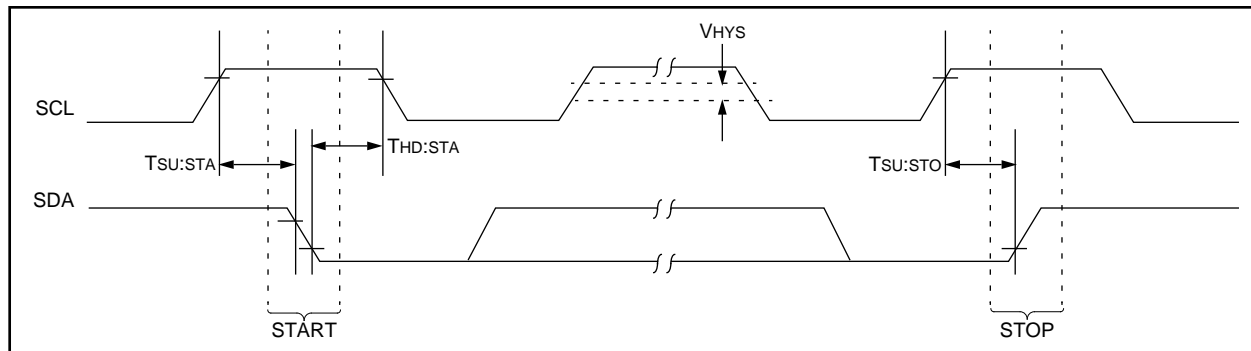 VHYS
SCL
THD:STA
TSU:STA
TSU:STO
SDA
START
STOP